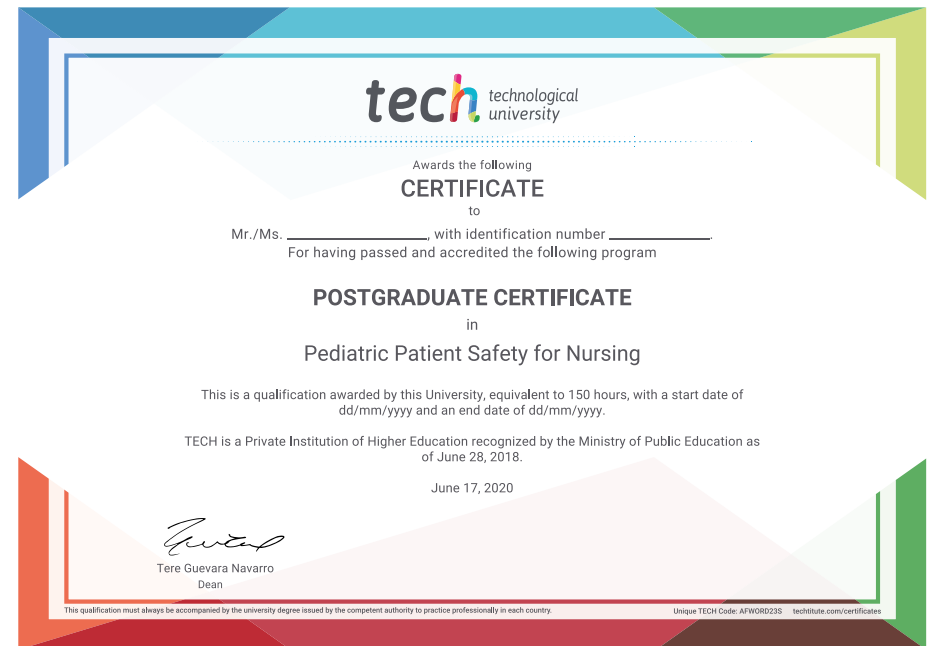 tech technological
university
Awards the following
CERTIFICATE
to
Mr./Ms. ____________________, with identification number ______________.
For having passed and accredited the following program
POSTGRADUATE CERTIFICATE
in
Pediatric Patient Safety for Nursing
This is a qualification awarded by this University, equivalent to 150 hours, with a start date of
dd/mm/yyyy and an end date of dd/mm/yyyy.
TECH is a Private Institution of Higher Education recognized by the Ministry of Public Education as
of June 28, 2018.
June 17, 2020
Tere Guevara Navarro
Dean
This qualification must always be accompanied by the university degree issued by the competent authority to practice professionally in each country.
Unique TECH Code: AFWORD23S techtitute.com/certificates